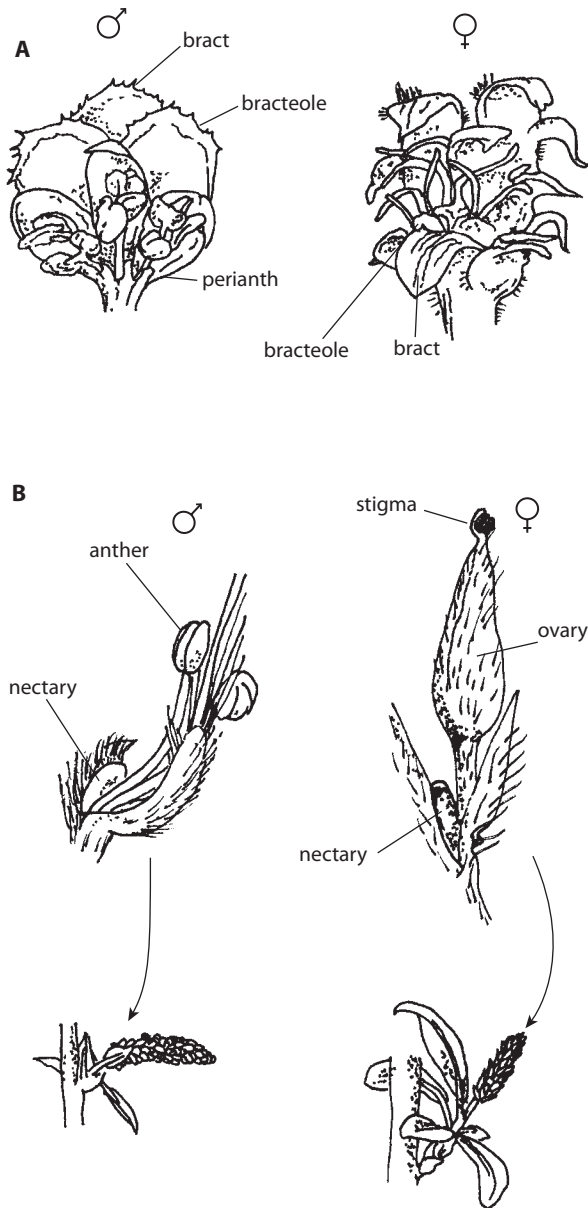 A
♂
♀
bract
bracteole
perianth
bracteole
bract
B
♂
♀
stigma
anther
ovary
nectary
nectary